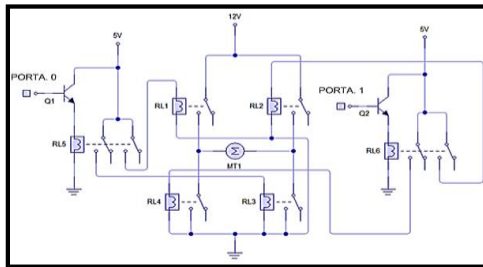 12V
5V
5V
PORTA. 0
Q1
RL1
RL2
PORTA. 1
Q2
RL5
MT1
RL6
RL4
RL3